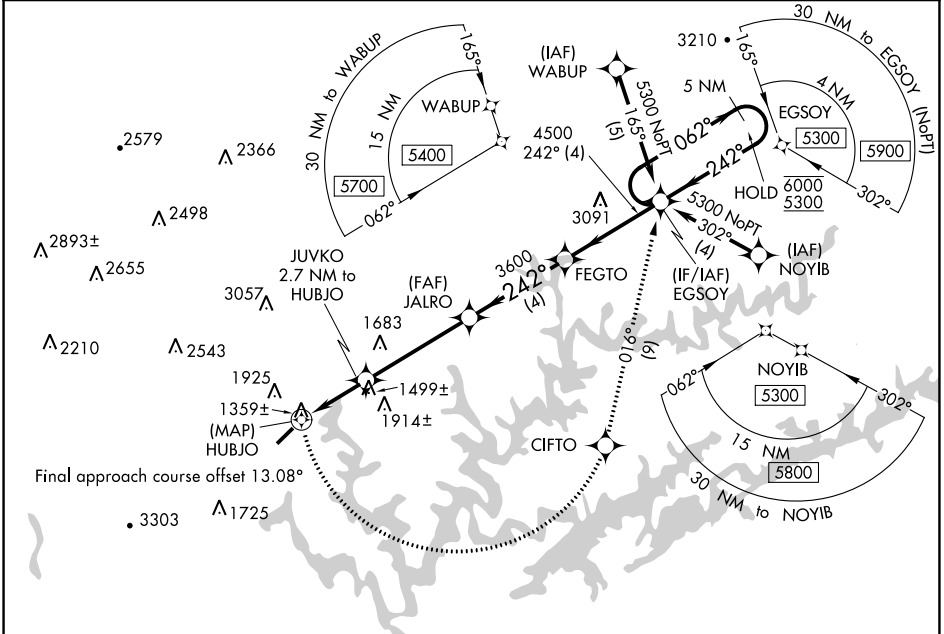 30 NM to WABUP
165°
15 NM
WABUP
5400
5700
062°
(IAF)
WABUP
5300 NoPT
165°
(5)
3210
165°
30 NM to EGSOY (NoPT)
4 NM
EGSOY
5300
5900
302°
5 NM
062°
242°
HOLD
6000
5300
4500
242° (4)
2579
2366
2498
2893±
2655
3057
2210
2543
3091
5300 NoPT
302°
(4)
(IAF)
NOYIB
(IF/IAF)
EGSOY
FEGTO
3600
242°
(4)
(FAF)
JALRO
JUVKO
2.7 NM to
HUBJO
1683
1925
1499±
1914±
1359±
(MAP)
HUBJO
016°
(9)
CIFTO
Final approach course offset 13.08°
3303
1725
062°
NOYIB
5300
302°
15 NM
5800
30 NM to NOYIB